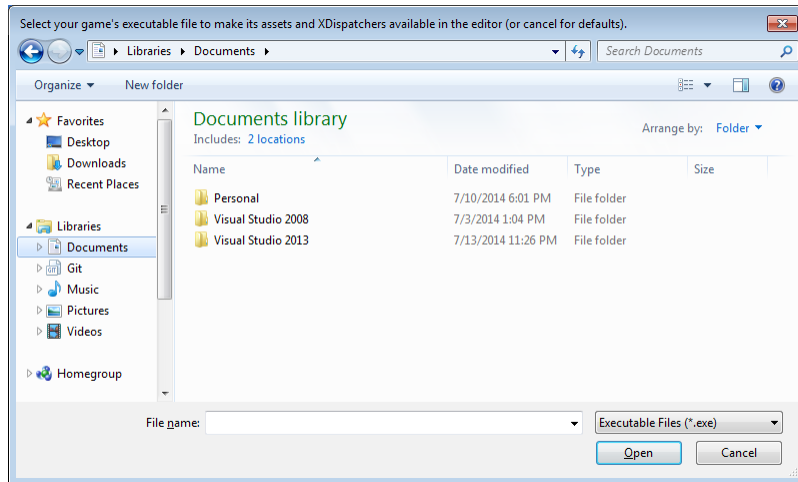 Select your game's executable file to make its assets and XDispatchers available in the editor (or cancel for defaults).
Libraries Documents Search Documents
Organize New folder
Favorites
Desktop
Downloads
Recent Places
Libraries
Documents
Git
Music
Pictures
Videos
Homegroup
Documents library
Includes: 2 locations
Arrange by: Folder
Name Date modified Type Size
Personal 7/10/2014 6:01 PM File folder
Visual Studio 2008 7/3/2014 1:04 PM File folder
Visual Studio 2013 7/13/2014 11:26 PM File folder
File name: Executable Files (*.exe)
Open Cancel